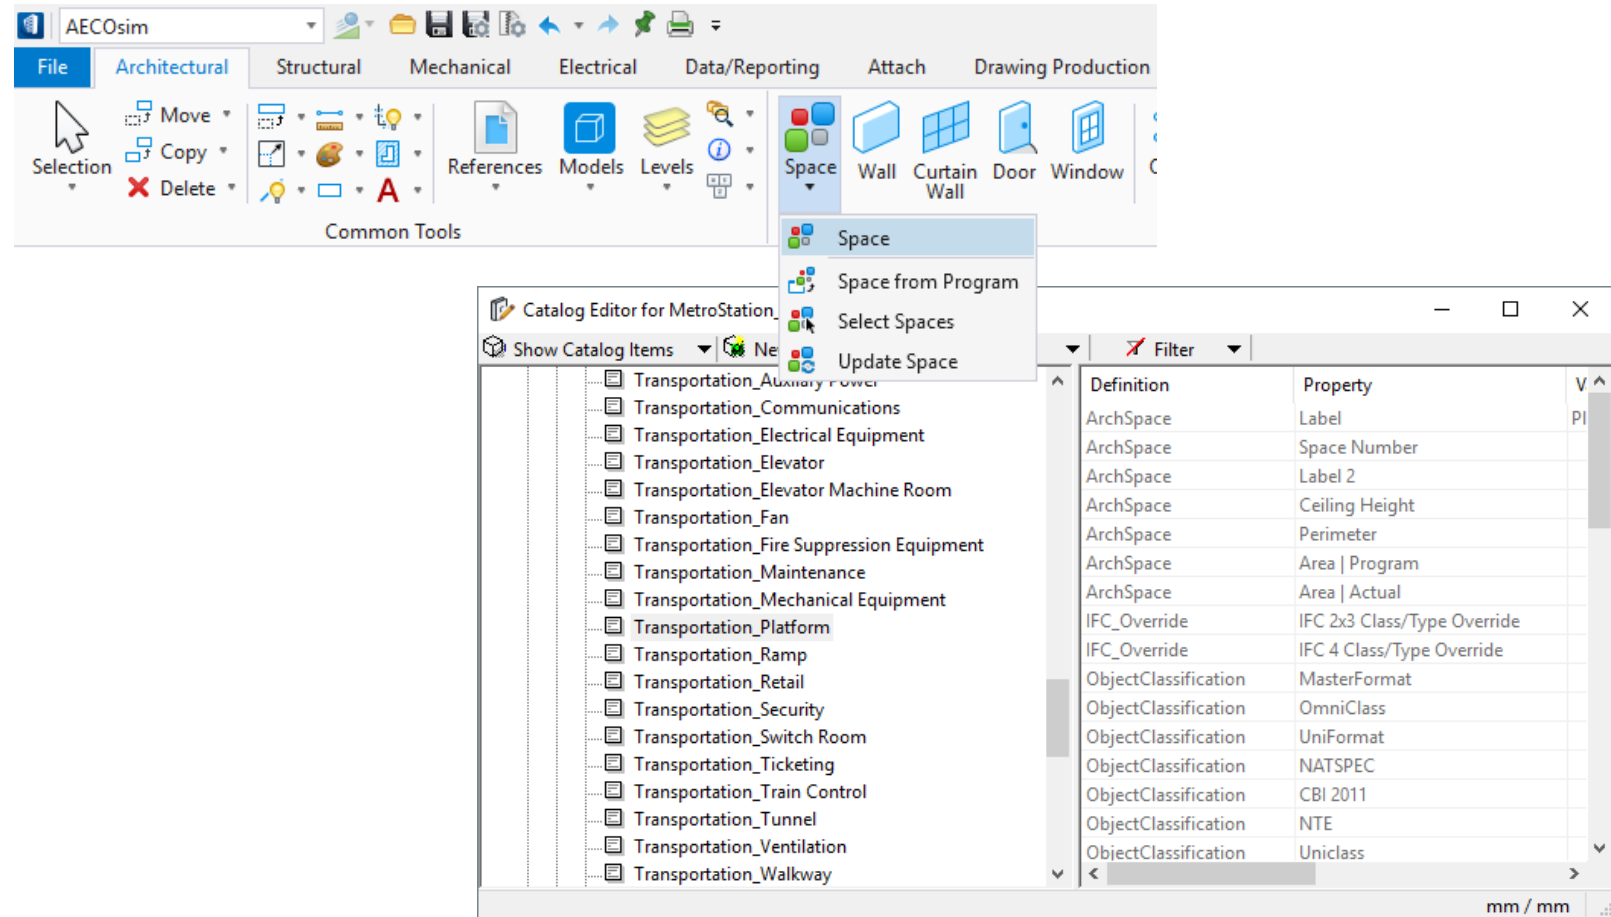 AECOsim
File Architectural Structural Mechanical Electrical Data/Reporting Attach Drawing Production
Move
Copy
Delete
Selection
References Models Levels
Space Wall Curtain Wall Door Window
Common Tools
Space
Space from Program
Select Spaces
Update Space
Catalog Editor for MetroStation_
Show Catalog Items Ne Filter
Transportation_Auxiliary Power
Transportation_Communications
Transportation_Electrical Equipment
Transportation_Elevator
Transportation_Elevator Machine Room
Transportation_Fan
Transportation_Fire Suppression Equipment
Transportation_Maintenance
Transportation_Mechanical Equipment
Transportation_Platform
Transportation_Ramp
Transportation_Retail
Transportation_Security
Transportation_Switch Room
Transportation_Ticketing
Transportation_Train Control
Transportation_Tunnel
Transportation_Ventilation
Transportation_Walkway
Definition Property V
ArchSpace Label Pl
ArchSpace Space Number
ArchSpace Label 2
ArchSpace Ceiling Height
ArchSpace Perimeter
ArchSpace Area | Program
ArchSpace Area | Actual
IFC_Override IFC 2x3 Class/Type Override
IFC_Override IFC 4 Class/Type Override
ObjectClassification MasterFormat
ObjectClassification OmniClass
ObjectClassification UniFormat
ObjectClassification NATSPEC
ObjectClassification CBI 2011
ObjectClassification NTE
ObjectClassification Uniclass
mm / mm